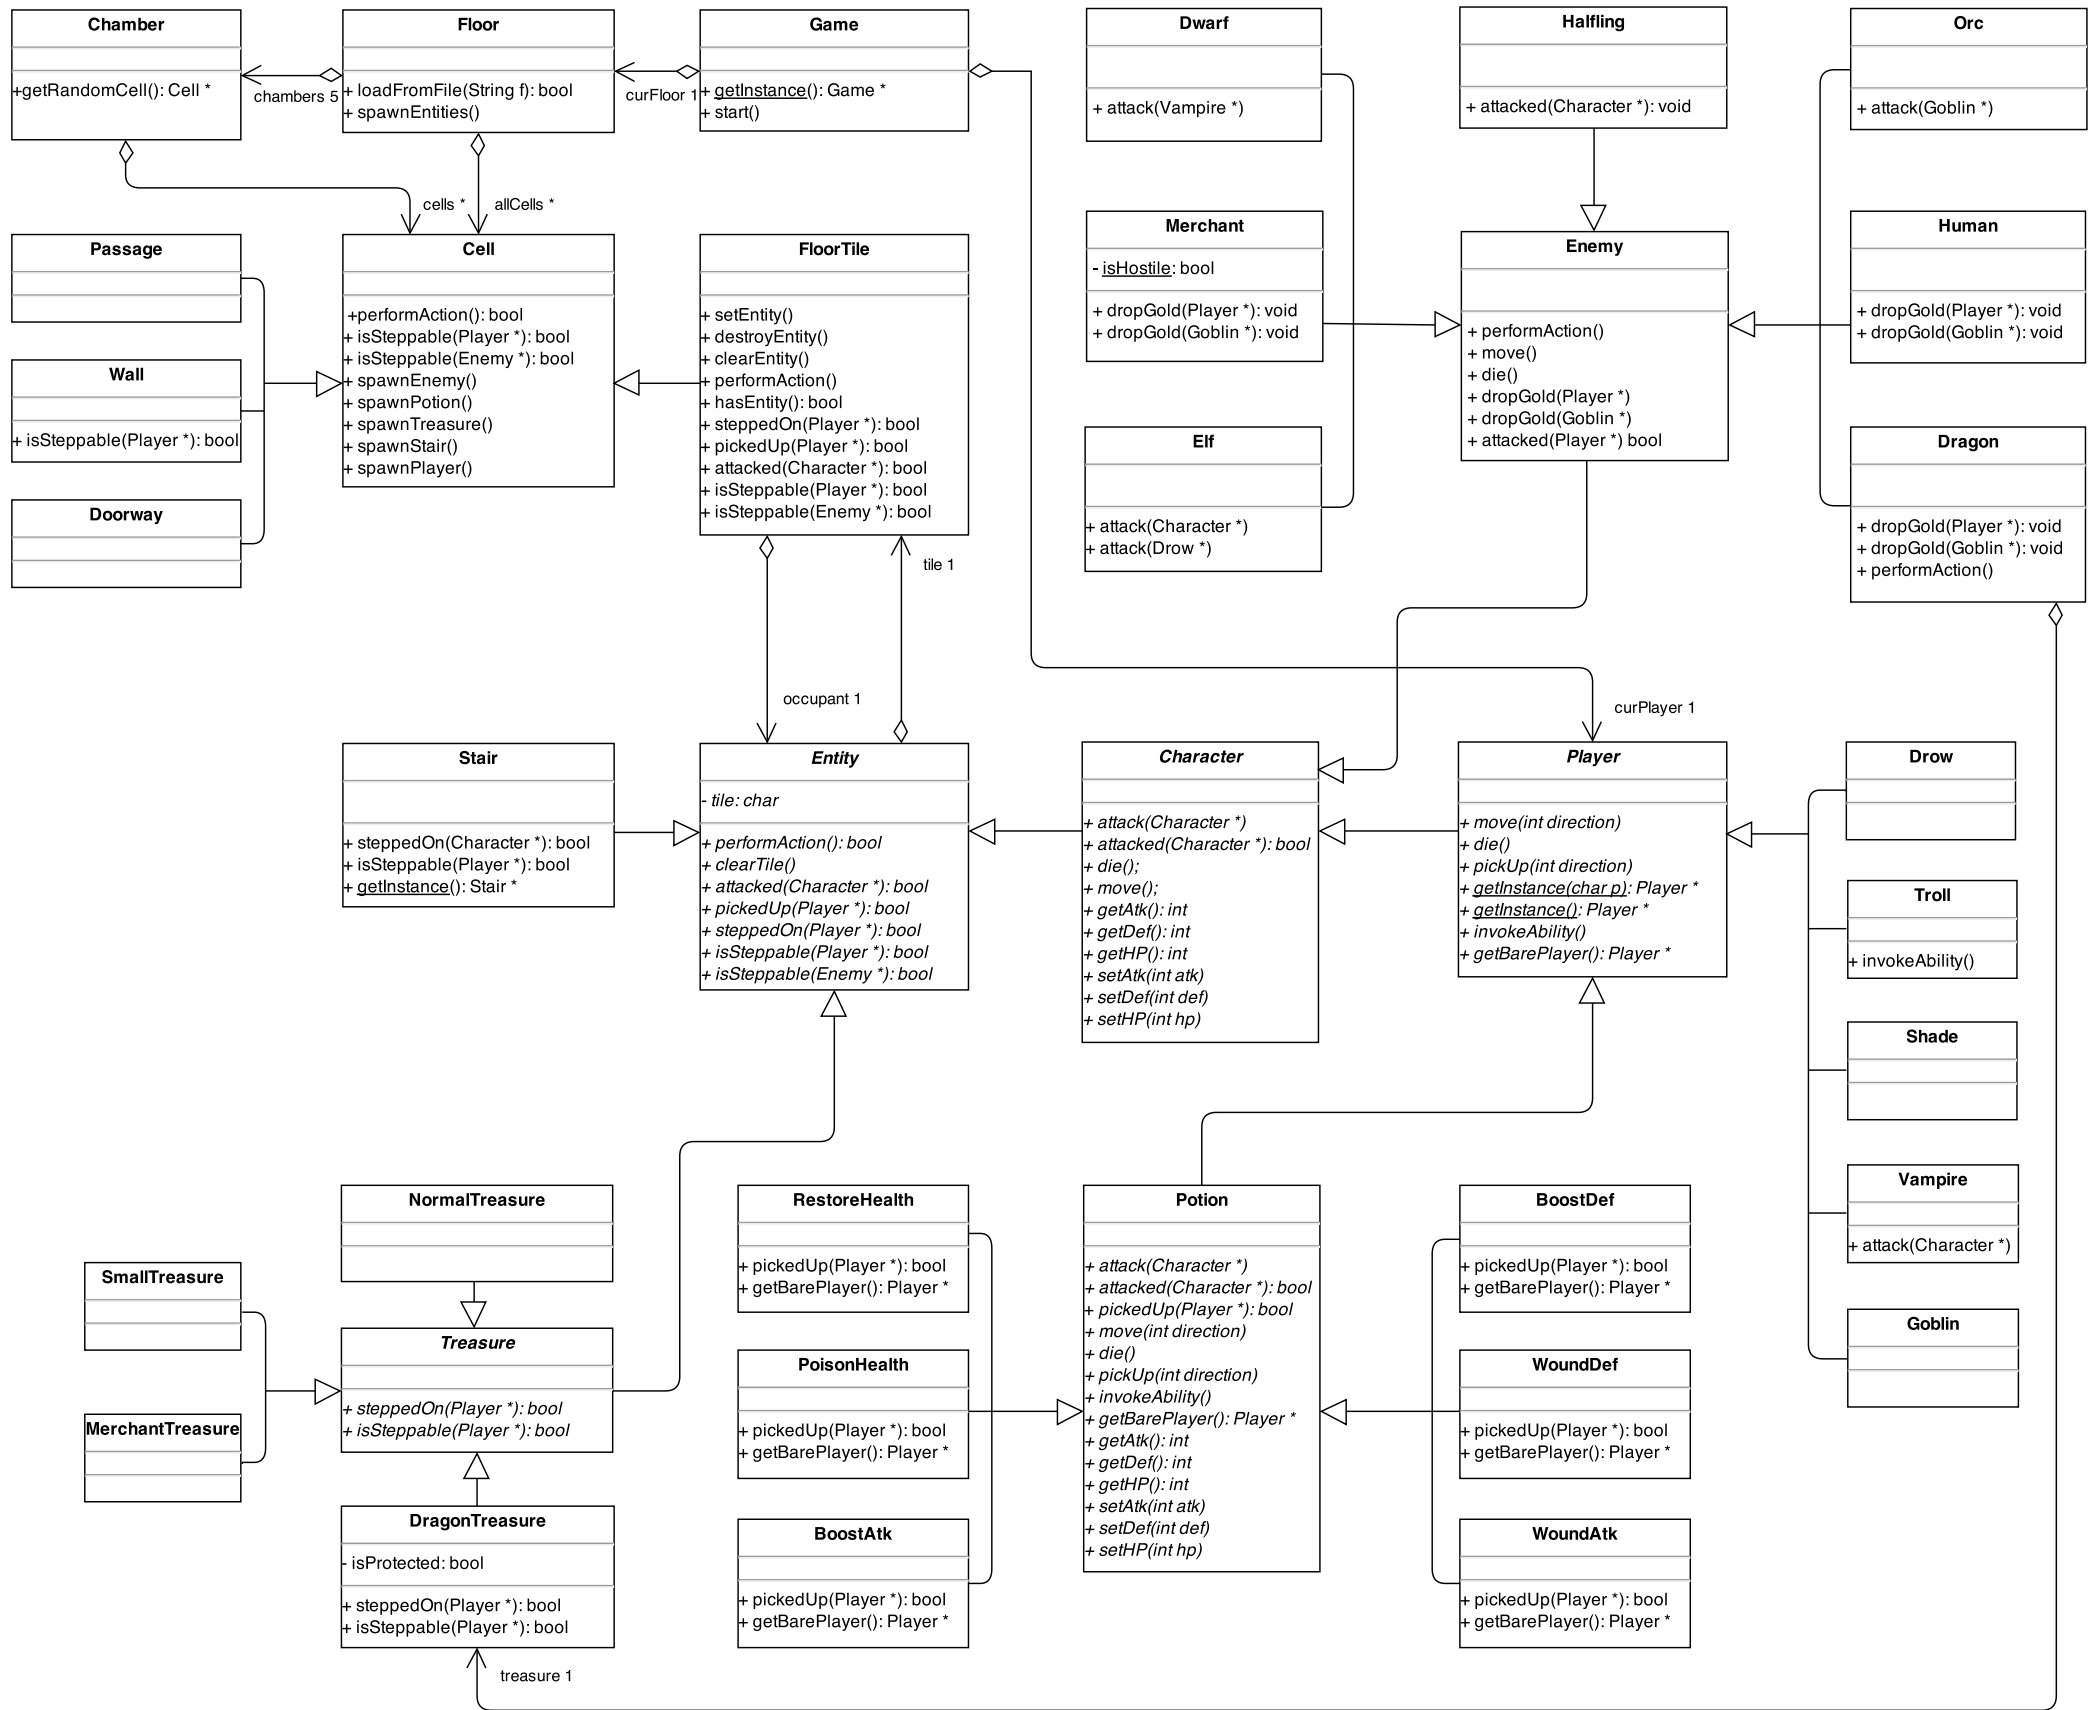 Chamber
+getRandomCell(): Cell *
chambers 5
Floor
+ loadFromFile(String f): bool
+ spawnEntities()
curFloor 1
Game
+ getInstance(): Game *
+ start()
Dwarf
+ attack(Vampire *)
Halfling
+ attacked(Character *): void
Orc
+ attack(Goblin *)
cells *
allCells *
Passage
Wall
+ isSteppable(Player *): bool
Doorway
Cell
+performAction(): bool
+ isSteppable(Player *): bool
+ isSteppable(Enemy *): bool
+ spawnEnemy()
+ spawnPotion()
+ spawnTreasure()
+ spawnStair()
+ spawnPlayer()
FloorTile
+ setEntity()
+ destroyEntity()
+ clearEntity()
+ performAction()
+ hasEntity(): bool
+ steppedOn(Player *): bool
+ pickedUp(Player *): bool
+ attacked(Character *): bool
+ isSteppable(Player *): bool
+ isSteppable(Enemy *): bool
tile 1
occupant 1
Merchant
- isHostile: bool
+ dropGold(Player *): void
+ dropGold(Goblin *): void
Elf
+ attack(Character *)
+ attack(Drow *)
Enemy
+ performAction()
+ move()
+ die()
+ dropGold(Player *)
+ dropGold(Goblin *)
+ attacked(Player *) bool
Human
+ dropGold(Player *): void
+ dropGold(Goblin *): void
Dragon
+ dropGold(Player *): void
+ dropGold(Goblin *): void
+ performAction()
curPlayer 1
Stair
+ steppedOn(Character *): bool
+ isSteppable(Player *): bool
+ getInstance(): Stair *
Entity
- tile: char
+ performAction(): bool
+ clearTile()
+ attacked(Character *): bool
+ pickedUp(Player *): bool
+ steppedOn(Player *): bool
+ isSteppable(Player *): bool
+ isSteppable(Enemy *): bool
Character
+ attack(Character *)
+ attacked(Character *): bool
+ die();
+ move();
+ getAtk(): int
+ getDef(): int
+ getHP(): int
+ setAtk(int atk)
+ setDef(int def)
+ setHP(int hp)
Player
+ move(int direction)
+ die()
+ pickUp(int direction)
+ getInstance(char p): Player *
+ getInstance(): Player *
+ invokeAbility()
+ getBarePlayer(): Player *
Drow
Troll
+ invokeAbility()
Shade
Vampire
+ attack(Character *)
Goblin
NormalTreasure
SmallTreasure
MerchantTreasure
Treasure
+ steppedOn(Player *): bool
+ isSteppable(Player *): bool
DragonTreasure
- isProtected: bool
+ steppedOn(Player *): bool
+ isSteppable(Player *): bool
treasure 1
RestoreHealth
+ pickedUp(Player *): bool
+ getBarePlayer(): Player *
PoisonHealth
+ pickedUp(Player *): bool
+ getBarePlayer(): Player *
BoostAtk
+ pickedUp(Player *): bool
+ getBarePlayer(): Player *
Potion
+ attack(Character *)
+ attacked(Character *): bool
+ pickedUp(Player *): bool
+ move(int direction)
+ die()
+ pickUp(int direction)
+ invokeAbility()
+ getBarePlayer(): Player *
+ getAtk(): int
+ getDef(): int
+ getHP(): int
+ setAtk(int atk)
+ setDef(int def)
+ setHP(int hp)
BoostDef
+ pickedUp(Player *): bool
+ getBarePlayer(): Player *
WoundDef
+ pickedUp(Player *): bool
+ getBarePlayer(): Player *
WoundAtk
+ pickedUp(Player *): bool
+ getBarePlayer(): Player *